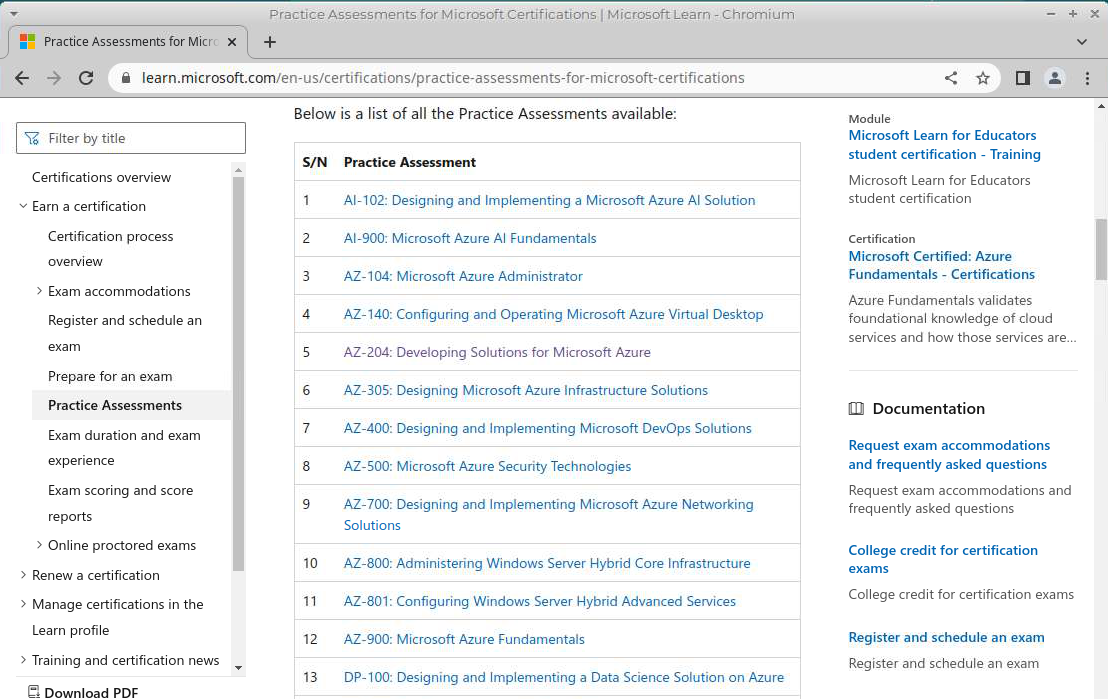 Practice Assessments for Microsoft Certifications | Microsoft Learn - Chromium
Practice Assessments for Micro
learn.microsoft.com/en-us/certifications/practice-assessments-for-microsoft-certifications
Filter by title
Certifications overview
Earn a certification
Certification process
overview
Exam accommodations
Register and schedule an
exam
Prepare for an exam
Practice Assessments
Exam duration and exam
experience
Exam scoring and score
reports
Online proctored exams
Renew a certification
Manage certifications in the
Learn profile
Training and certification news
Download PDF
Below is a list of all the Practice Assessments available:
S/N Practice Assessment
1 AI-102: Designing and Implementing a Microsoft Azure AI Solution
2 AI-900: Microsoft Azure AI Fundamentals
3 AZ-104: Microsoft Azure Administrator
4 AZ-140: Configuring and Operating Microsoft Azure Virtual Desktop
5 AZ-204: Developing Solutions for Microsoft Azure
6 AZ-305: Designing Microsoft Azure Infrastructure Solutions
7 AZ-400: Designing and Implementing Microsoft DevOps Solutions
8 AZ-500: Microsoft Azure Security Technologies
9 AZ-700: Designing and Implementing Microsoft Azure Networking
Solutions
10 AZ-800: Administering Windows Server Hybrid Core Infrastructure
11 AZ-801: Configuring Windows Server Hybrid Advanced Services
12 AZ-900: Microsoft Azure Fundamentals
13 DP-100: Designing and Implementing a Data Science Solution on Azure
Module
Microsoft Learn for Educators
student certification - Training
Microsoft Learn for Educators
student certification
Certification
Microsoft Certified: Azure
Fundamentals - Certifications
Azure Fundamentals validates
foundational knowledge of cloud
services and how those services are...
Documentation
Request exam accommodations
and frequently asked questions
Request exam accommodations and
frequently asked questions
College credit for certification
exams
College credit for certification exams
Register and schedule an exam
Register and schedule an exam